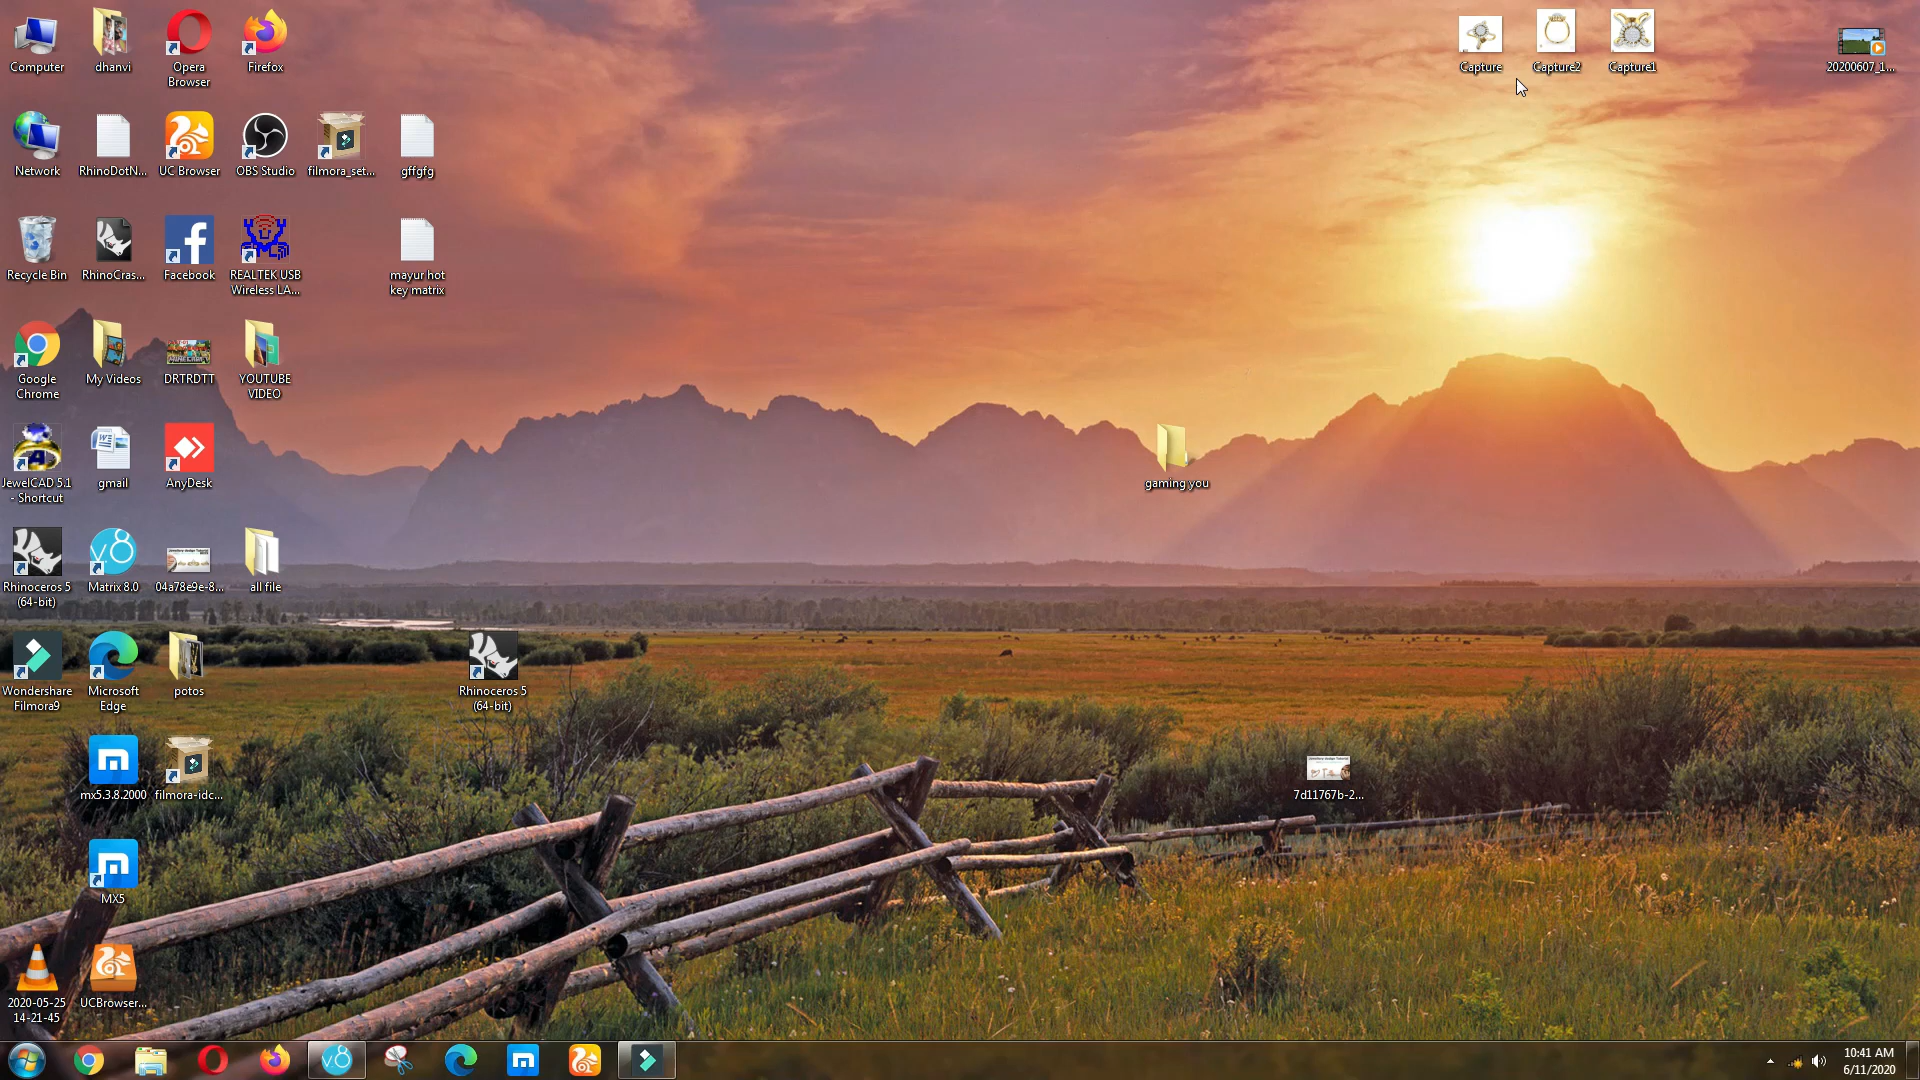 Computer
dhanvi
Opera
Browser
Firefox
Capture
Capture2
Capture1
20200607_1...
Network
RhinoDotN...
UC Browser
OBS Studio
filmora_set...
gffgfg
Recycle Bin
RhinoCras...
Facebook
REALTEK USB
Wireless LA...
mayur hot
key matrix
Google
Chrome
My Videos
DRTRDTT
YOUTUBE
VIDEO
JewelCAD 5.1
- Shortcut
gmail
AnyDesk
gaming you
Rhinoceros 5
(64-bit)
Matrix 8.0
04a78e9e-8...
all file
Wondershare
Filmora9
Microsoft
Edge
potos
Rhinoceros 5
(64-bit)
mx5.3.8.2000
filmora-idc...
7d11767b-2...
MX5
2020-05-25
14-21-45
UCBrowser...
10:41 AM
6/11/2020